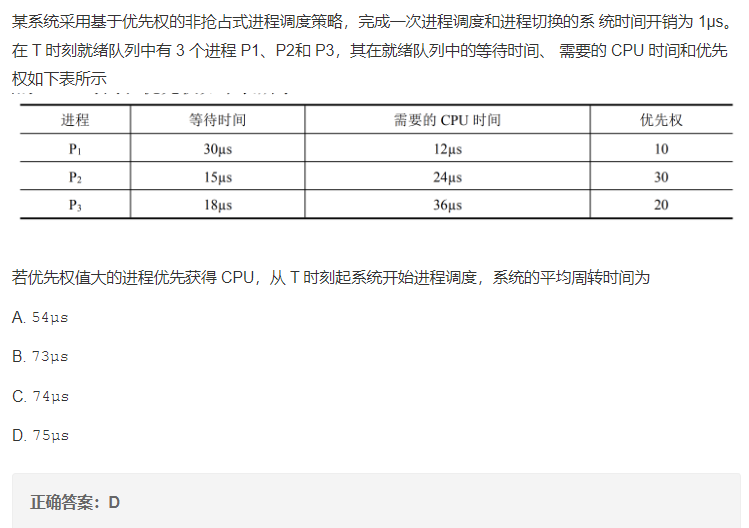 某系统采用基于优先权的非抢占式进程调度策略，完成一次进程调度和进程切换的系 统时间开销为 1μs。
在 T 时刻就绪队列中有 3 个进程 P1、P2和 P3，其在就绪队列中的等待时间、 需要的 CPU 时间和优先
权如下表所示
进程 等待时间 需要的 CPU 时间 优先权
P1 30μs 12μs 10
P2 15μs 24μs 30
P3 18μs 36μs 20
若优先权值大的进程优先获得 CPU，从 T 时刻起系统开始进程调度，系统的平均周转时间为
A. 54μs
B. 73μs
C. 74μs
D. 75μs
正确答案：D